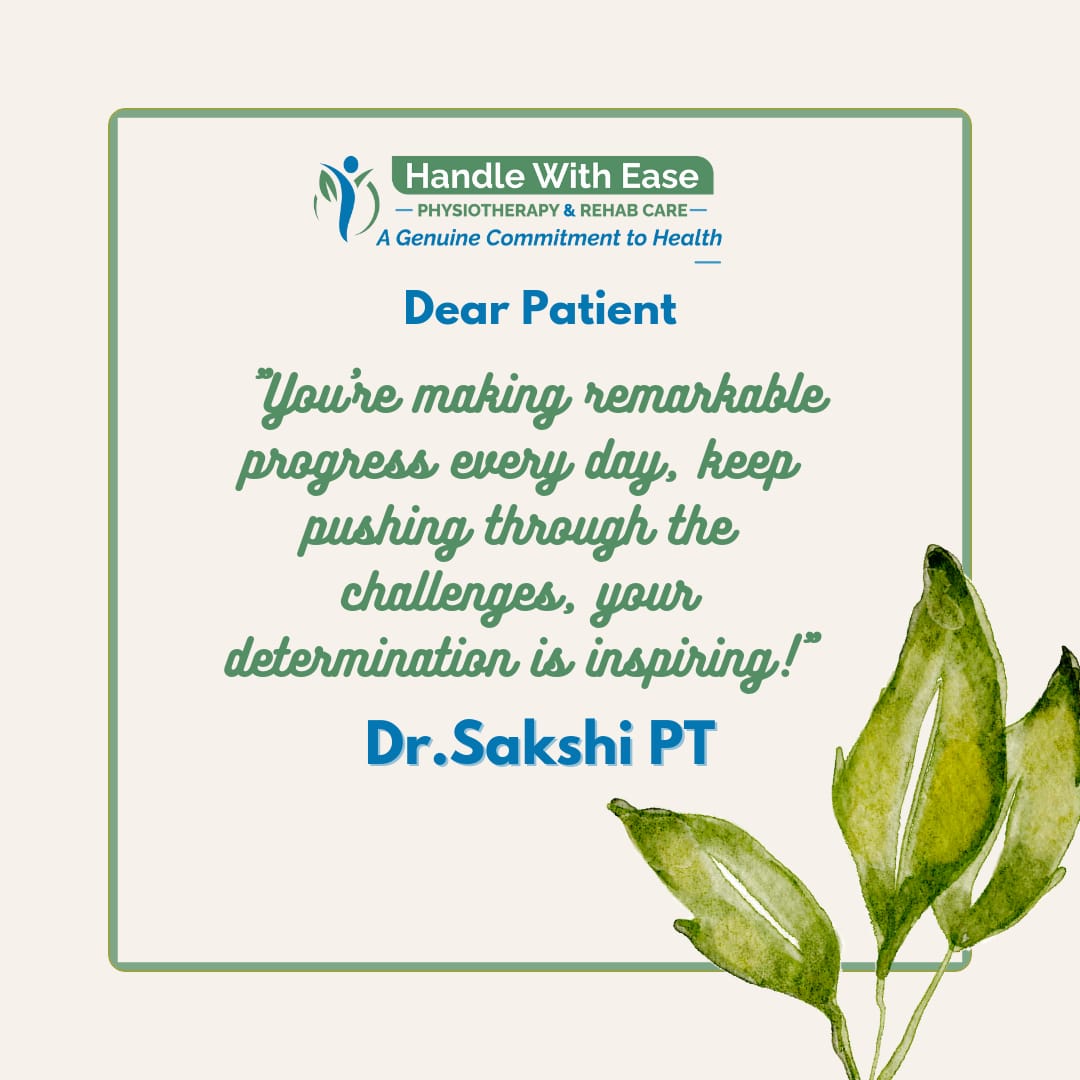 Handle With Ease
PHYSIOTHERAPY & REHAB CARE
A Genuine Commitment to Health
Dear Patient
"You're making remarkable
progress every day, keep
pushing through the
challenges, your
determination is inspiring!"
Dr.Sakshi PT